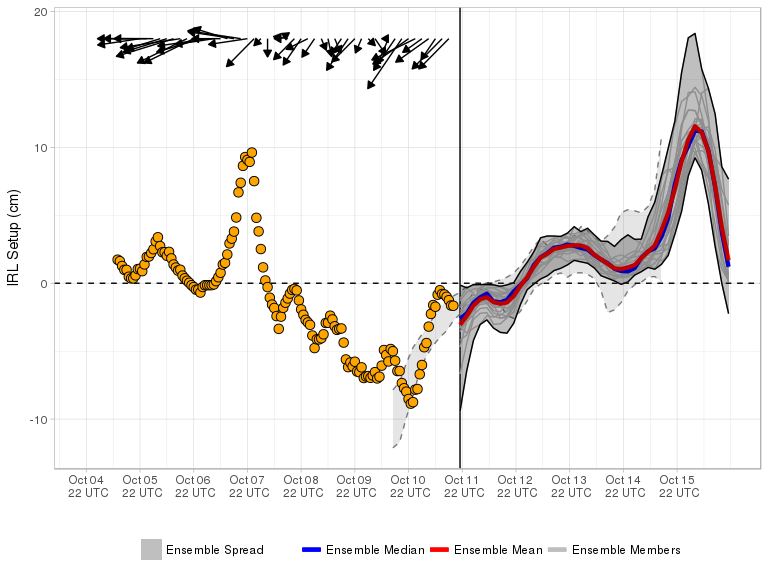 20
10
0
-10
IRL Setup (cm)
Oct 04 Oct 05 Oct 06 Oct 07 Oct 08 Oct 09 Oct 10 Oct 11 Oct 12 Oct 13 Oct 14 Oct 15
22 UTC 22 UTC 22 UTC 22 UTC 22 UTC 22 UTC 22 UTC 22 UTC 22 UTC 22 UTC 22 UTC 22 UTC
Ensemble Spread Ensemble Median Ensemble Mean Ensemble Members